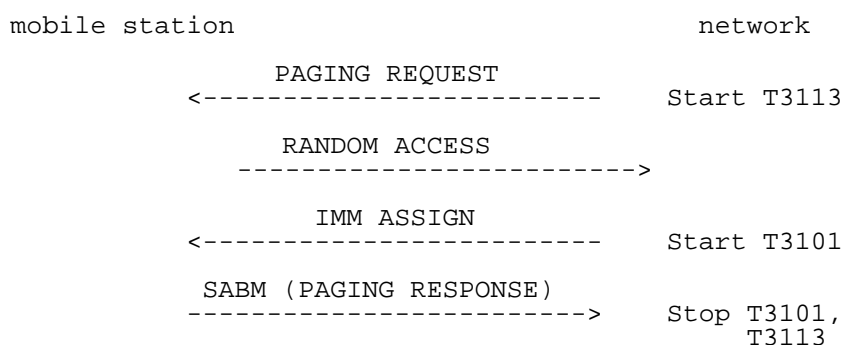 mobile station network
PAGING REQUEST
<------------------------- Start T3113
RANDOM ACCESS
------------------------->
IMM ASSIGN
<------------------------- Start T3101
SABM (PAGING RESPONSE)
-------------------------> Stop T3101,
T3113